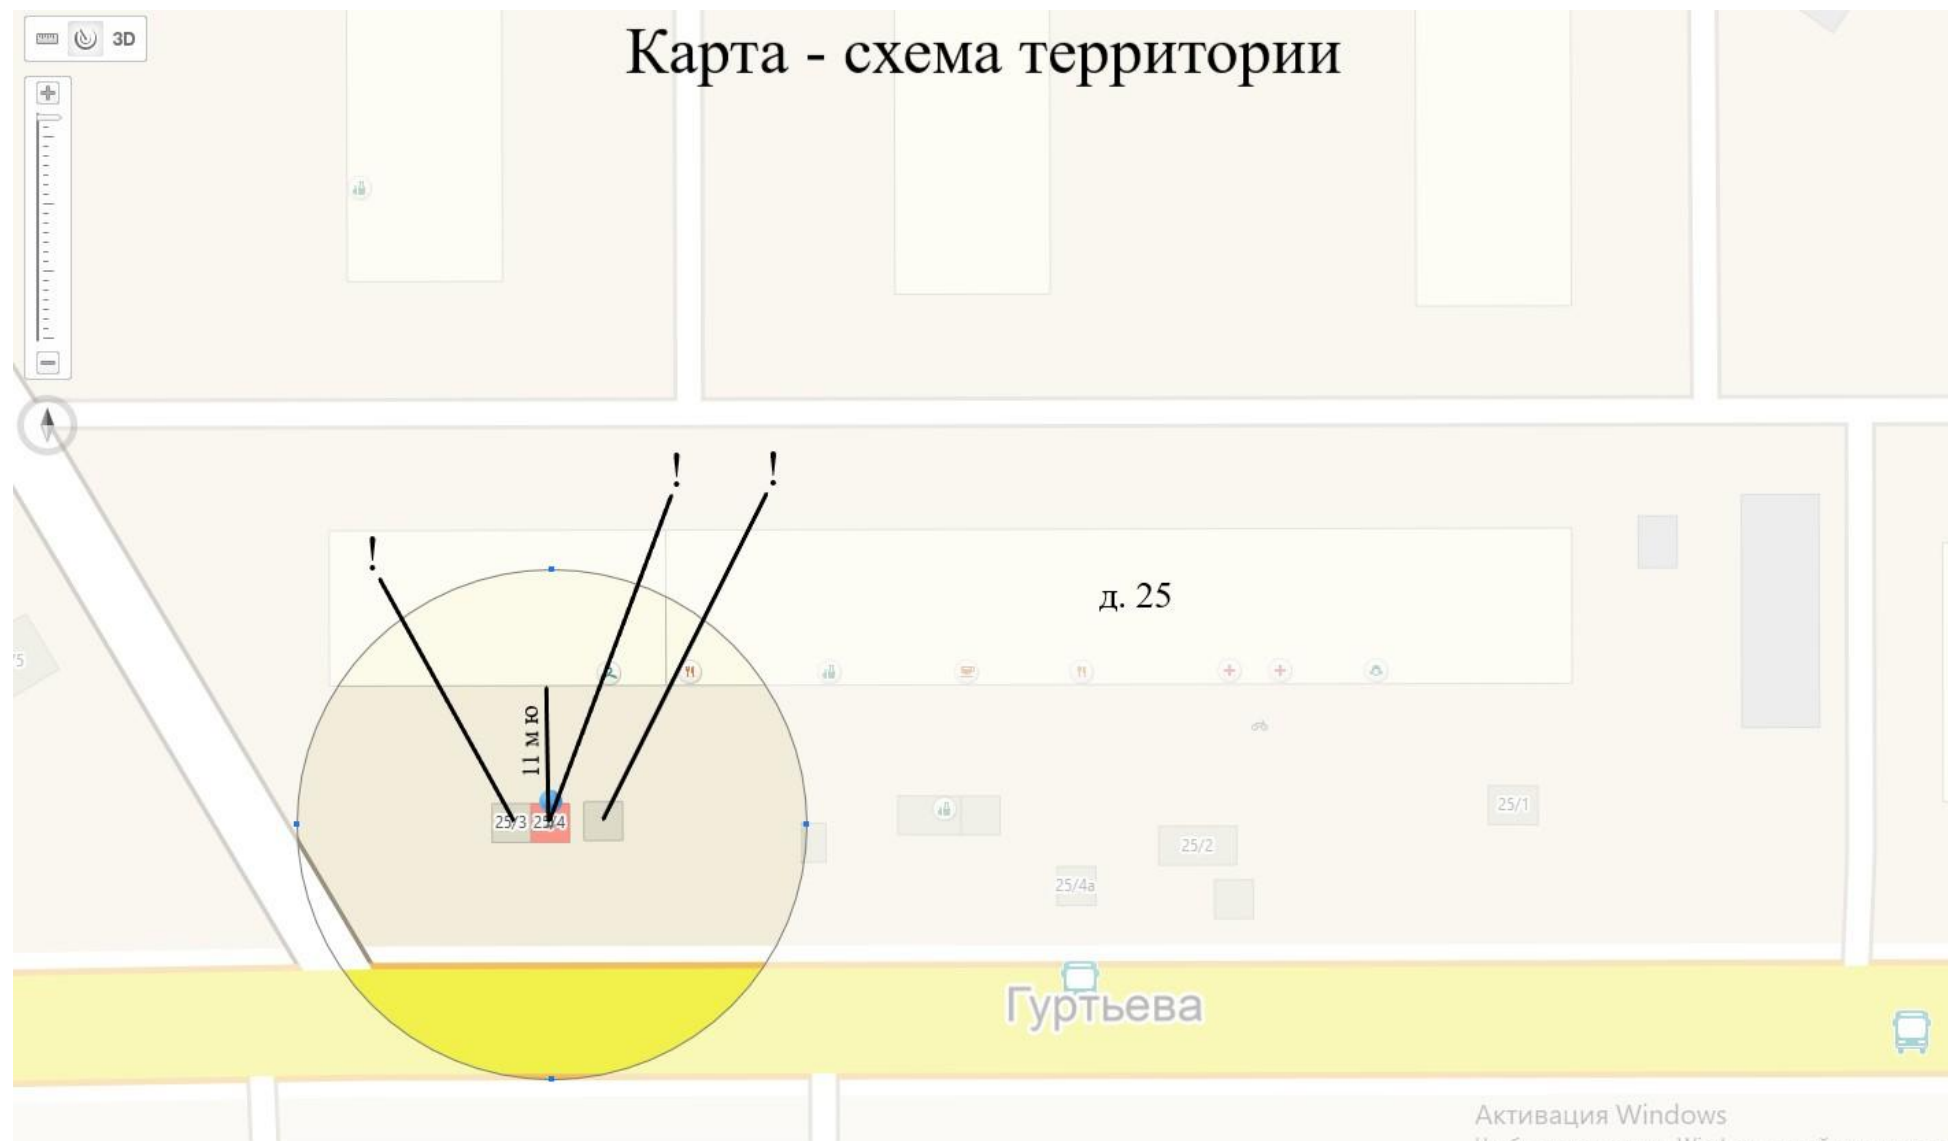 3D
Карта - схема территории
!
!
!
д. 25
/5
11 м ю
25/3
25/4
25/1
25/2
25/4а
Гуртьева
Активация Windows